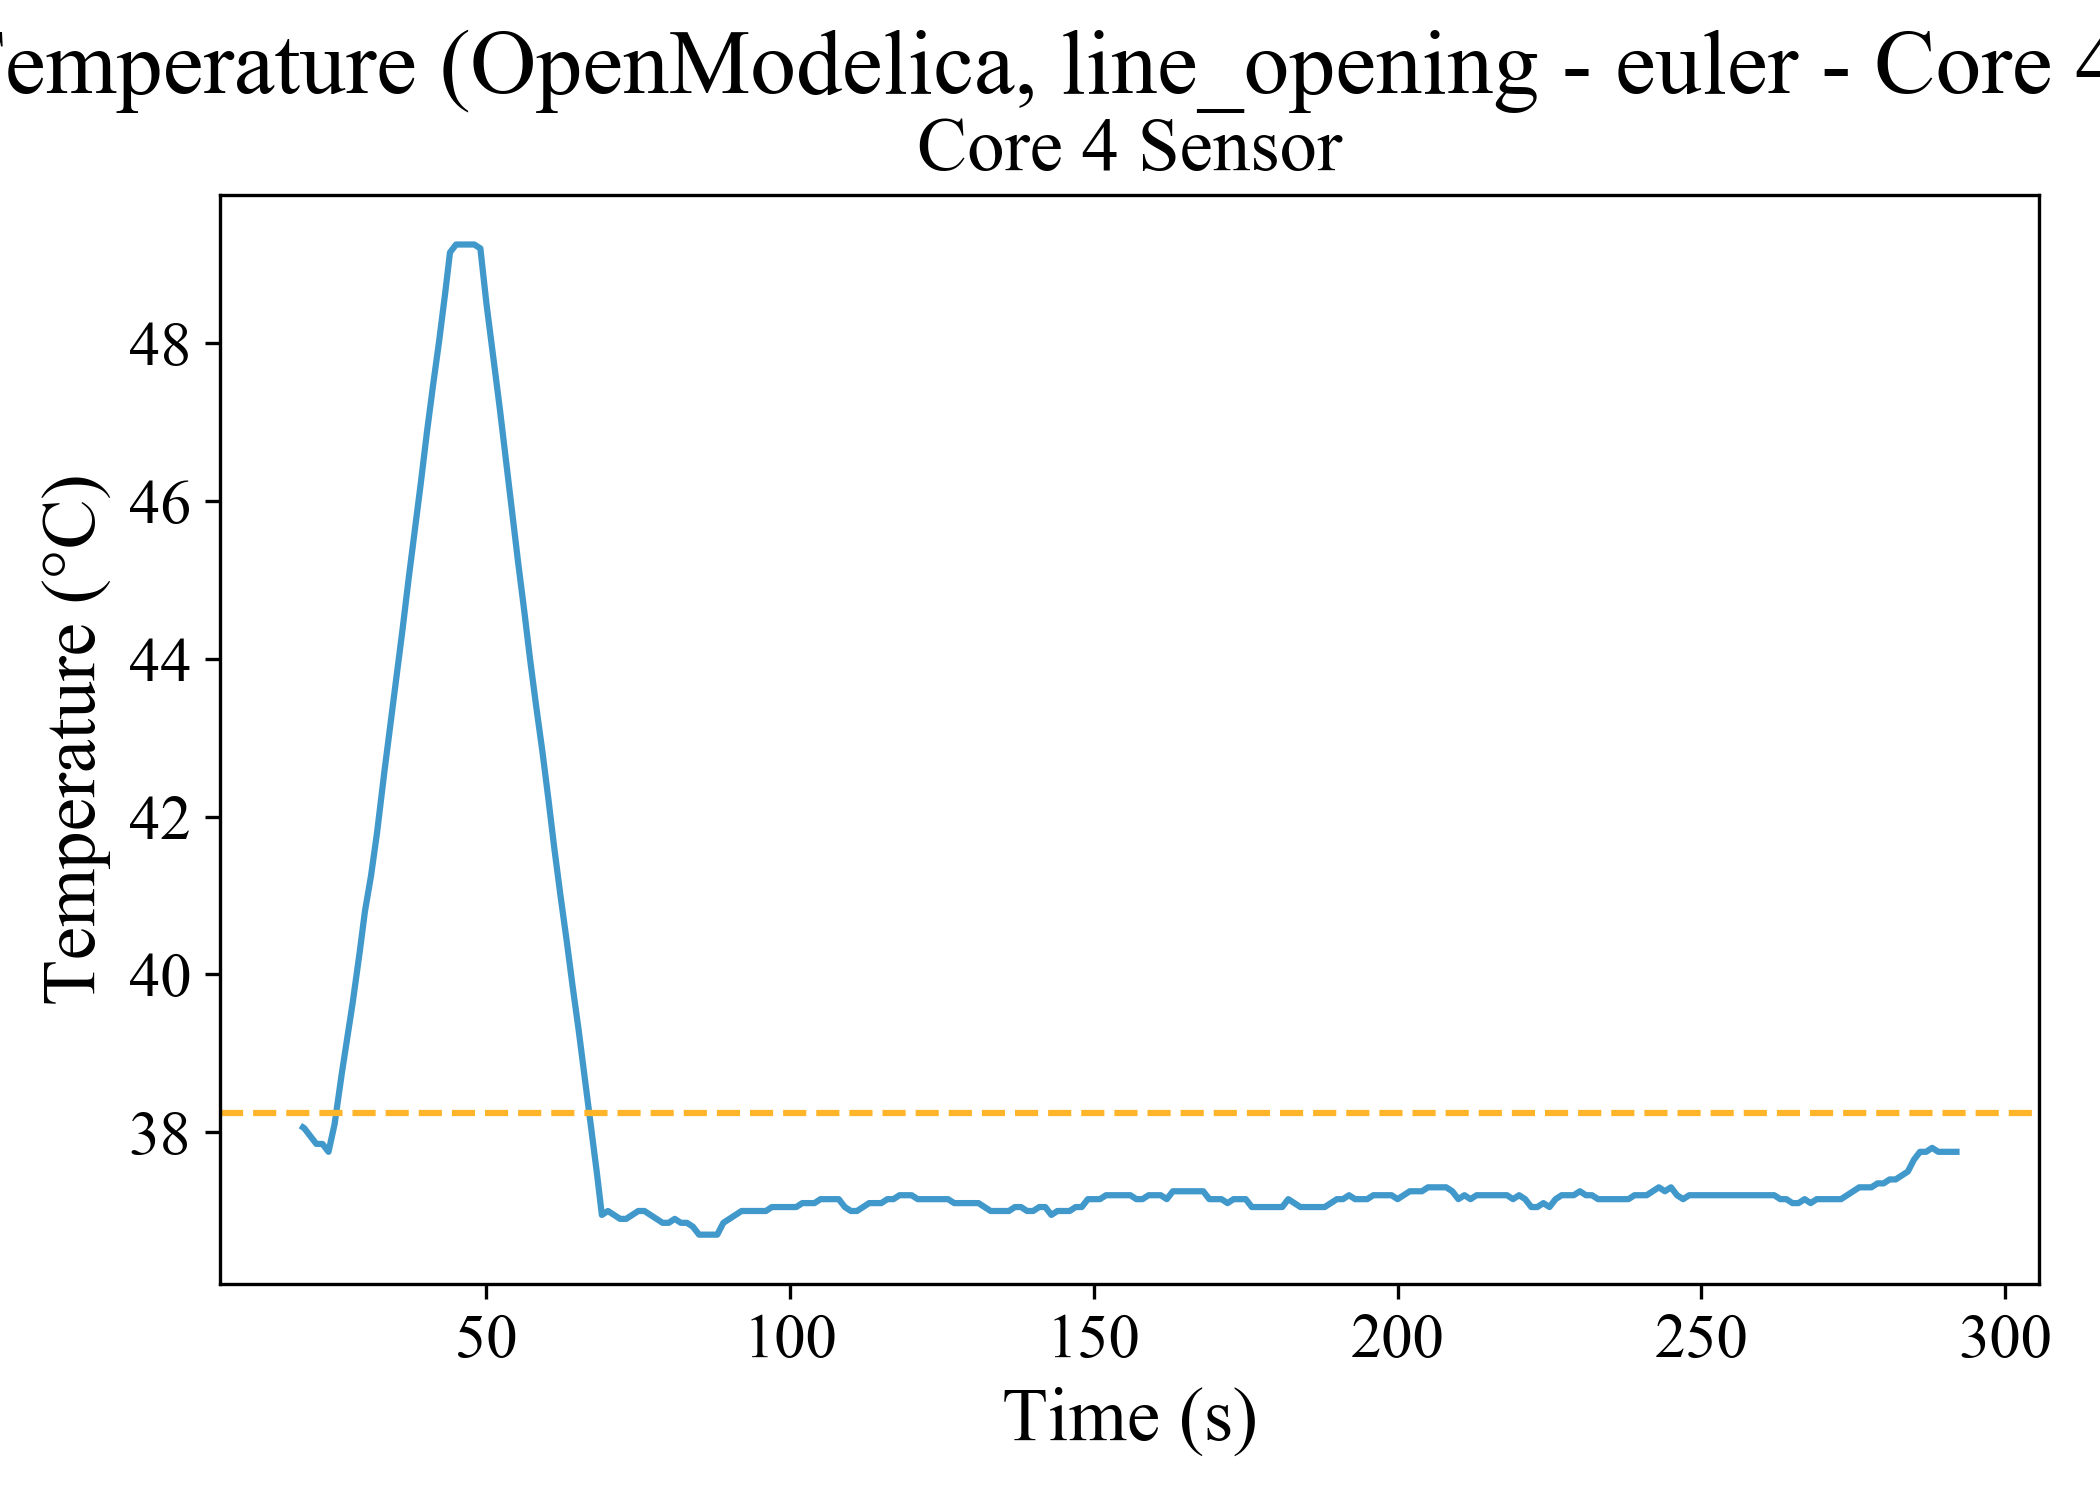 emperature (OpenModelica, line_opening - euler - Core 4
Core 4 Sensor
Temperature (°C)
48
46
44
42
40
38
50 100 150 200 250 300
Time (s)